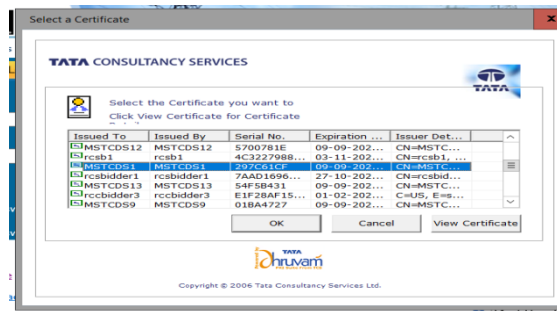 Select a Certificate
x
TATA CONSULTANCY SERVICES
TATA
Select the Certificate you want to
Click View Certificate for Certificate
Issued To Issued By Serial No. Expiration ... Issuer Det...
MSTCDS12 MSTCDS12 5700781E 09-09-202... CN=MSTC...
rcsb1 rcsb1 4C3227988... 03-11-202... CN=rcsb1, ...
MSTCDS1 MSTCDS1 297C61CF 09-09-202... CN=MSTC...
rcsbidder1 rcsbidder1 7AAD1696... 27-10-202... CN=rcsbid...
MSTCDS13 MSTCDS13 54F5B431 09-09-202... CN=MSTC...
rccbidder3 rccbidder3 E1F28AF15... 01-02-202... C=US, E=s...
MSTCDS9 MSTCDS9 01BA4727 09-09-202... CN=MSTC...
OK Cancel View Certificate
TATA
Dhruvam
Copyright © 2006 Tata Consultancy Services Ltd.